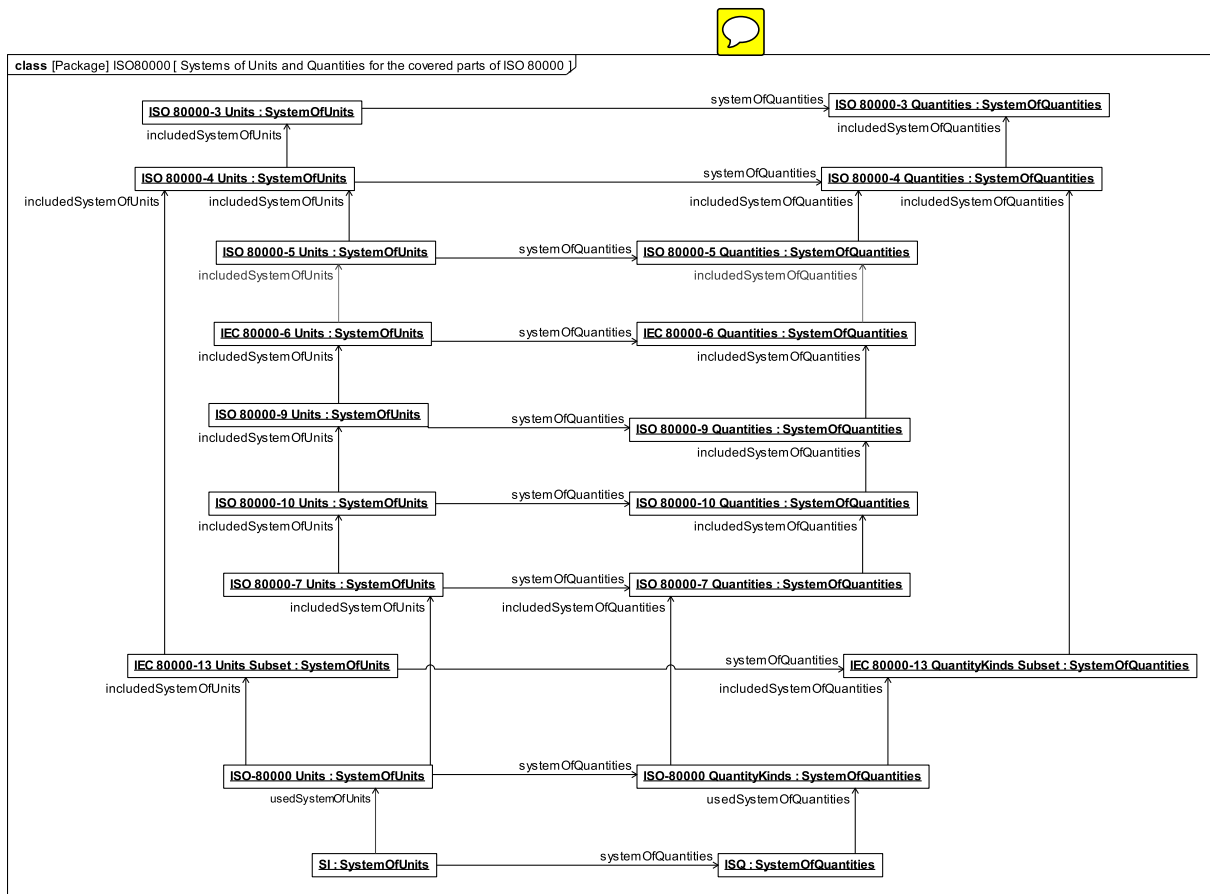 class [Package] ISO80000 [ Systems of Units and Quantities for the covered parts of ISO 80000 ]
ISO 80000-3 Units : SystemOfUnits
systemOfQuantities
ISO 80000-3 Quantities : SystemOfQuantities
includedSystemOfUnits
includedSystemOfQuantities
ISO 80000-4 Units : SystemOfUnits
systemOfQuantities
ISO 80000-4 Quantities : SystemOfQuantities
includedSystemOfUnits
includedSystemOfUnits
includedSystemOfQuantities
includedSystemOfQuantities
ISO 80000-5 Units : SystemOfUnits
systemOfQuantities
ISO 80000-5 Quantities : SystemOfQuantities
includedSystemOfUnits
includedSystemOfQuantities
IEC 80000-6 Units : SystemOfUnits
systemOfQuantities
IEC 80000-6 Quantities : SystemOfQuantities
includedSystemOfUnits
includedSystemOfQuantities
ISO 80000-9 Units : SystemOfUnits
systemOfQuantities
ISO 80000-9 Quantities : SystemOfQuantities
includedSystemOfUnits
includedSystemOfQuantities
ISO 80000-10 Units : SystemOfUnits
systemOfQuantities
ISO 80000-10 Quantities : SystemOfQuantities
includedSystemOfUnits
includedSystemOfQuantities
ISO 80000-7 Units : SystemOfUnits
systemOfQuantities
ISO 80000-7 Quantities : SystemOfQuantities
includedSystemOfUnits
includedSystemOfQuantities
IEC 80000-13 Units Subset : SystemOfUnits
systemOfQuantities
IEC 80000-13 QuantityKinds Subset : SystemOfQuantities
includedSystemOfUnits
includedSystemOfQuantities
ISO-80000 Units : SystemOfUnits
systemOfQuantities
ISO-80000 QuantityKinds : SystemOfQuantities
usedSystemOfUnits
usedSystemOfQuantities
SI : SystemOfUnits
systemOfQuantities
ISQ : SystemOfQuantities